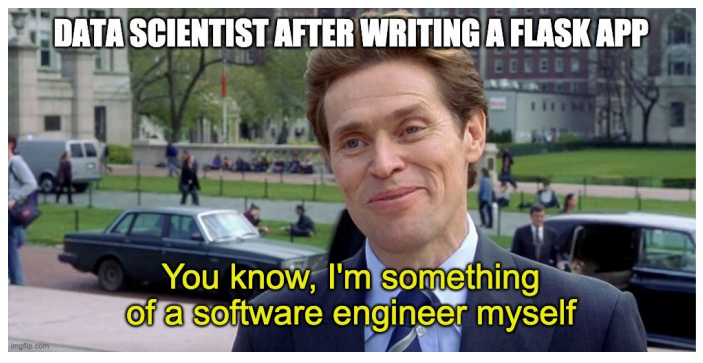 DATA SCIENTIST AFTER WRITING A FLASK APP
You know, I'm something
of a software engineer myself
imgflip.com